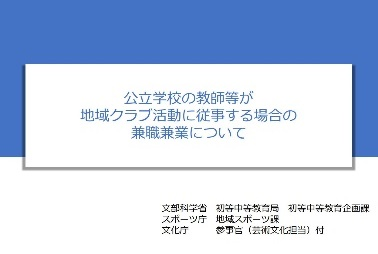 公立学校の教師等が
地域クラブ活動に従事する場合の
兼職兼業について
文部科学省 初等中等教育局 初等中等教育企画課
スポーツ庁 地域スポーツ課
文化庁 参事官（芸術文化担当）付